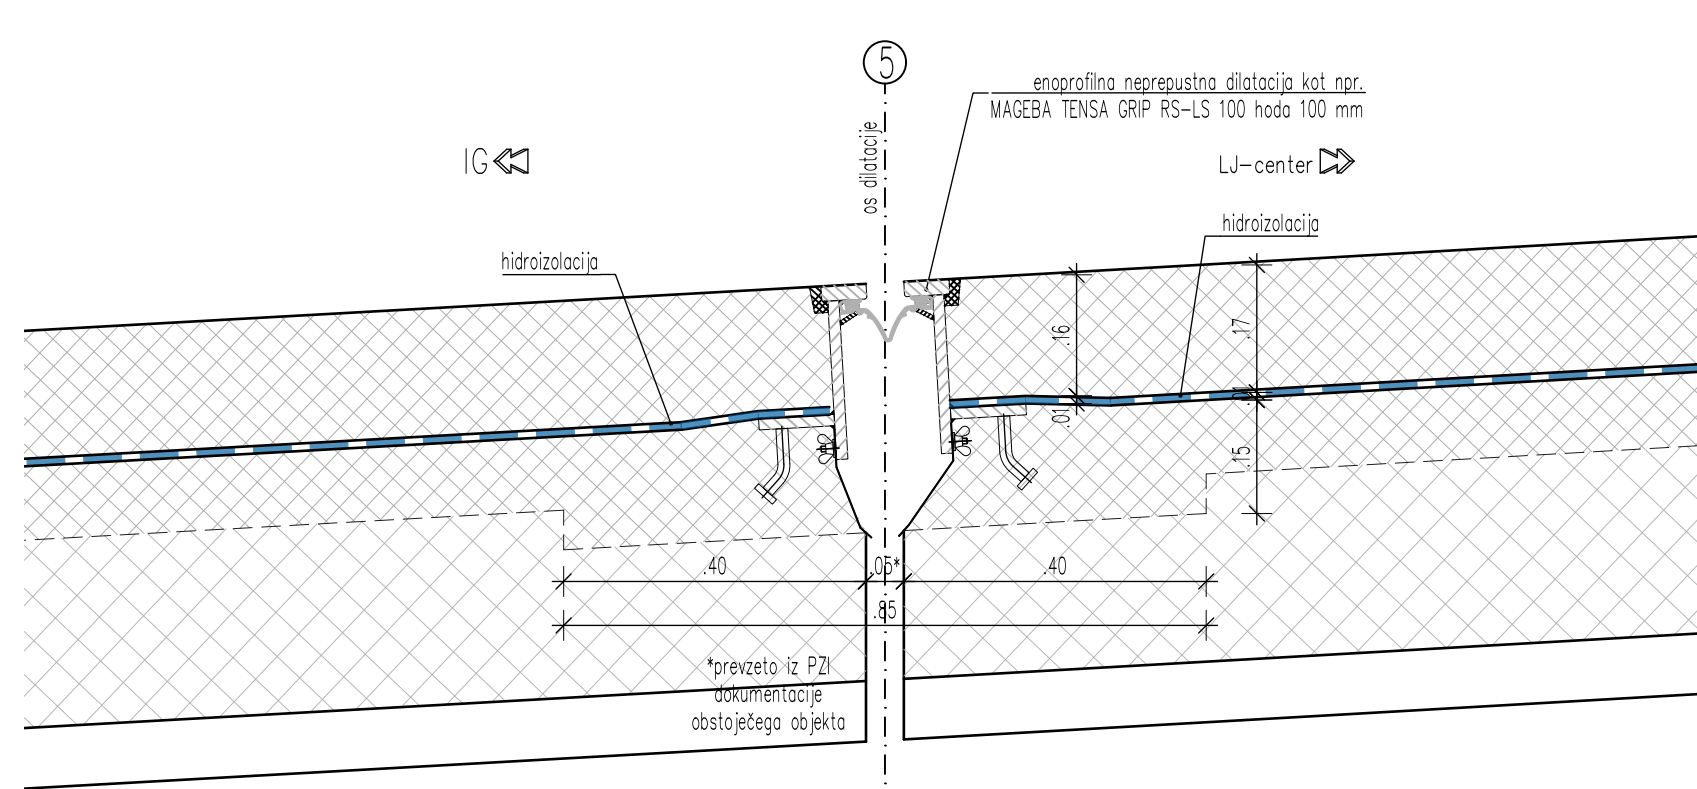 5
enoprofilna neprepustna dilatacija kot npr.
MAGEBA TENSA GRIP RS-LS 100 hoda 100 mm
os dilatacije
IG
LJ-center
hidroizolacija
hidroizolacija
.16
.17
.01
.15
.40
.05*
.40
.85
*prevzeto iz PZI
dokumentacije
obstoječega objekta